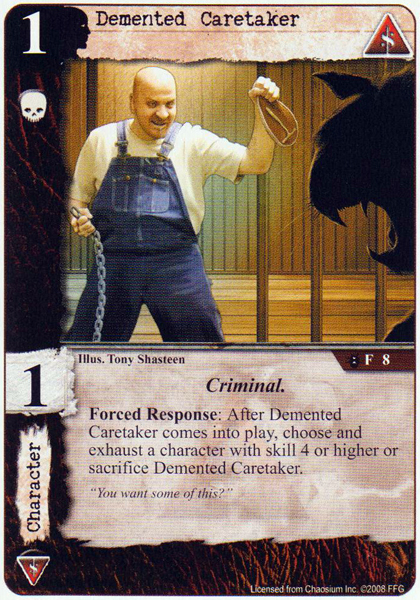 1
Demented Caretaker
Illus. Tony Shasteen
F 8
1
Character
Criminal.
Forced Response: After Demented
Caretaker comes into play, choose and
exhaust a character with skill 4 or higher or
sacrifice Demented Caretaker.
"You want some of this?"
Licensed from Chaosium Inc. ©2008 FFG